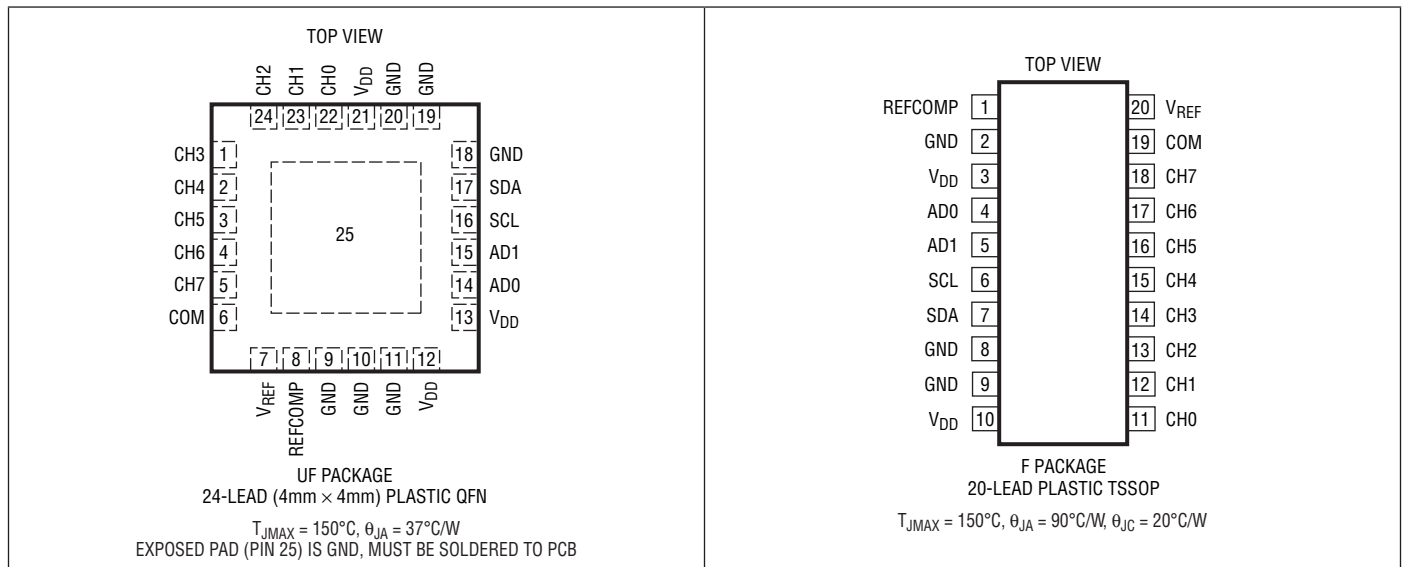 TOP VIEW
CH2 CH1 CH0 VDD GND GND
24 23 22 21 20 19
CH3 1
CH4 2
CH5 3
CH6 4
CH7 5
COM 6
25
18 GND
17 SDA
16 SCL
15 AD1
14 AD0
13 VDD
7 8 9 10 11 12
VREF REFCOMP GND GND GND VDD
UF PACKAGE
24-LEAD (4mm × 4mm) PLASTIC QFN
TJMAX = 150°C, θJA = 37°C/W
EXPOSED PAD (PIN 25) IS GND, MUST BE SOLDERED TO PCB
TOP VIEW
REFCOMP 1
GND 2
VDD 3
AD0 4
AD1 5
SCL 6
SDA 7
GND 8
GND 9
VDD 10
20 VREF
19 COM
18 CH7
17 CH6
16 CH5
15 CH4
14 CH3
13 CH2
12 CH1
11 CH0
F PACKAGE
20-LEAD PLASTIC TSSOP
TJMAX = 150°C, θJA = 90°C/W, θJC = 20°C/W